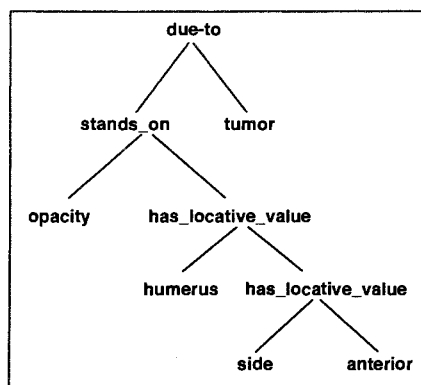 due-to
stands_on tumor
opacity has_locative_value
humerus has_locative_value
side anterior